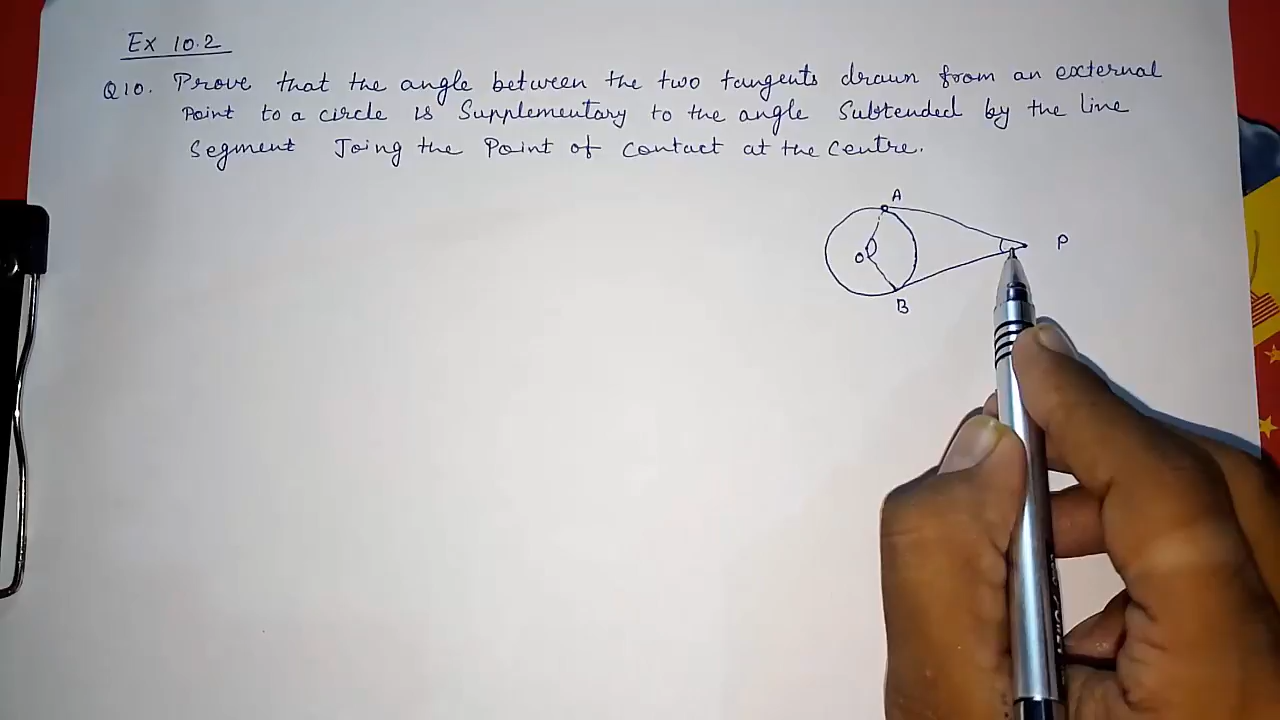 Ex 10.2
Q10. Prove that the angle between the two tangents drawn from an external
Point to a circle is Supplementary to the angle Subtended by the line
Segment Joing the Point of contact at the centre.
A
O
P
B